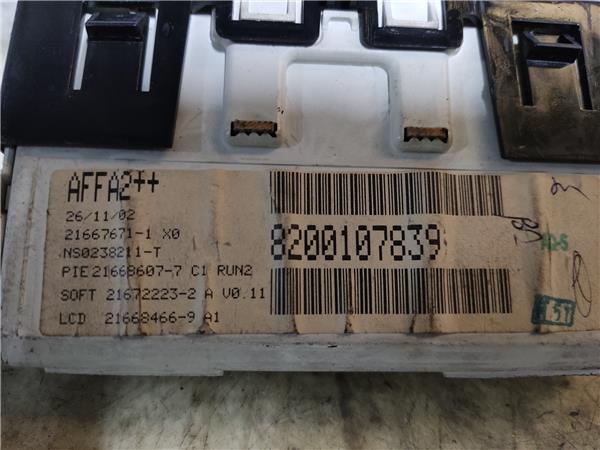 AFFA2++
26/11/02
21667671-1 X0
NS0238211-T
PIE 21668607-7 C1 RUN2
SOFT 21672223-2 A V0.11
LCD 21668466-9 A1
8200107839